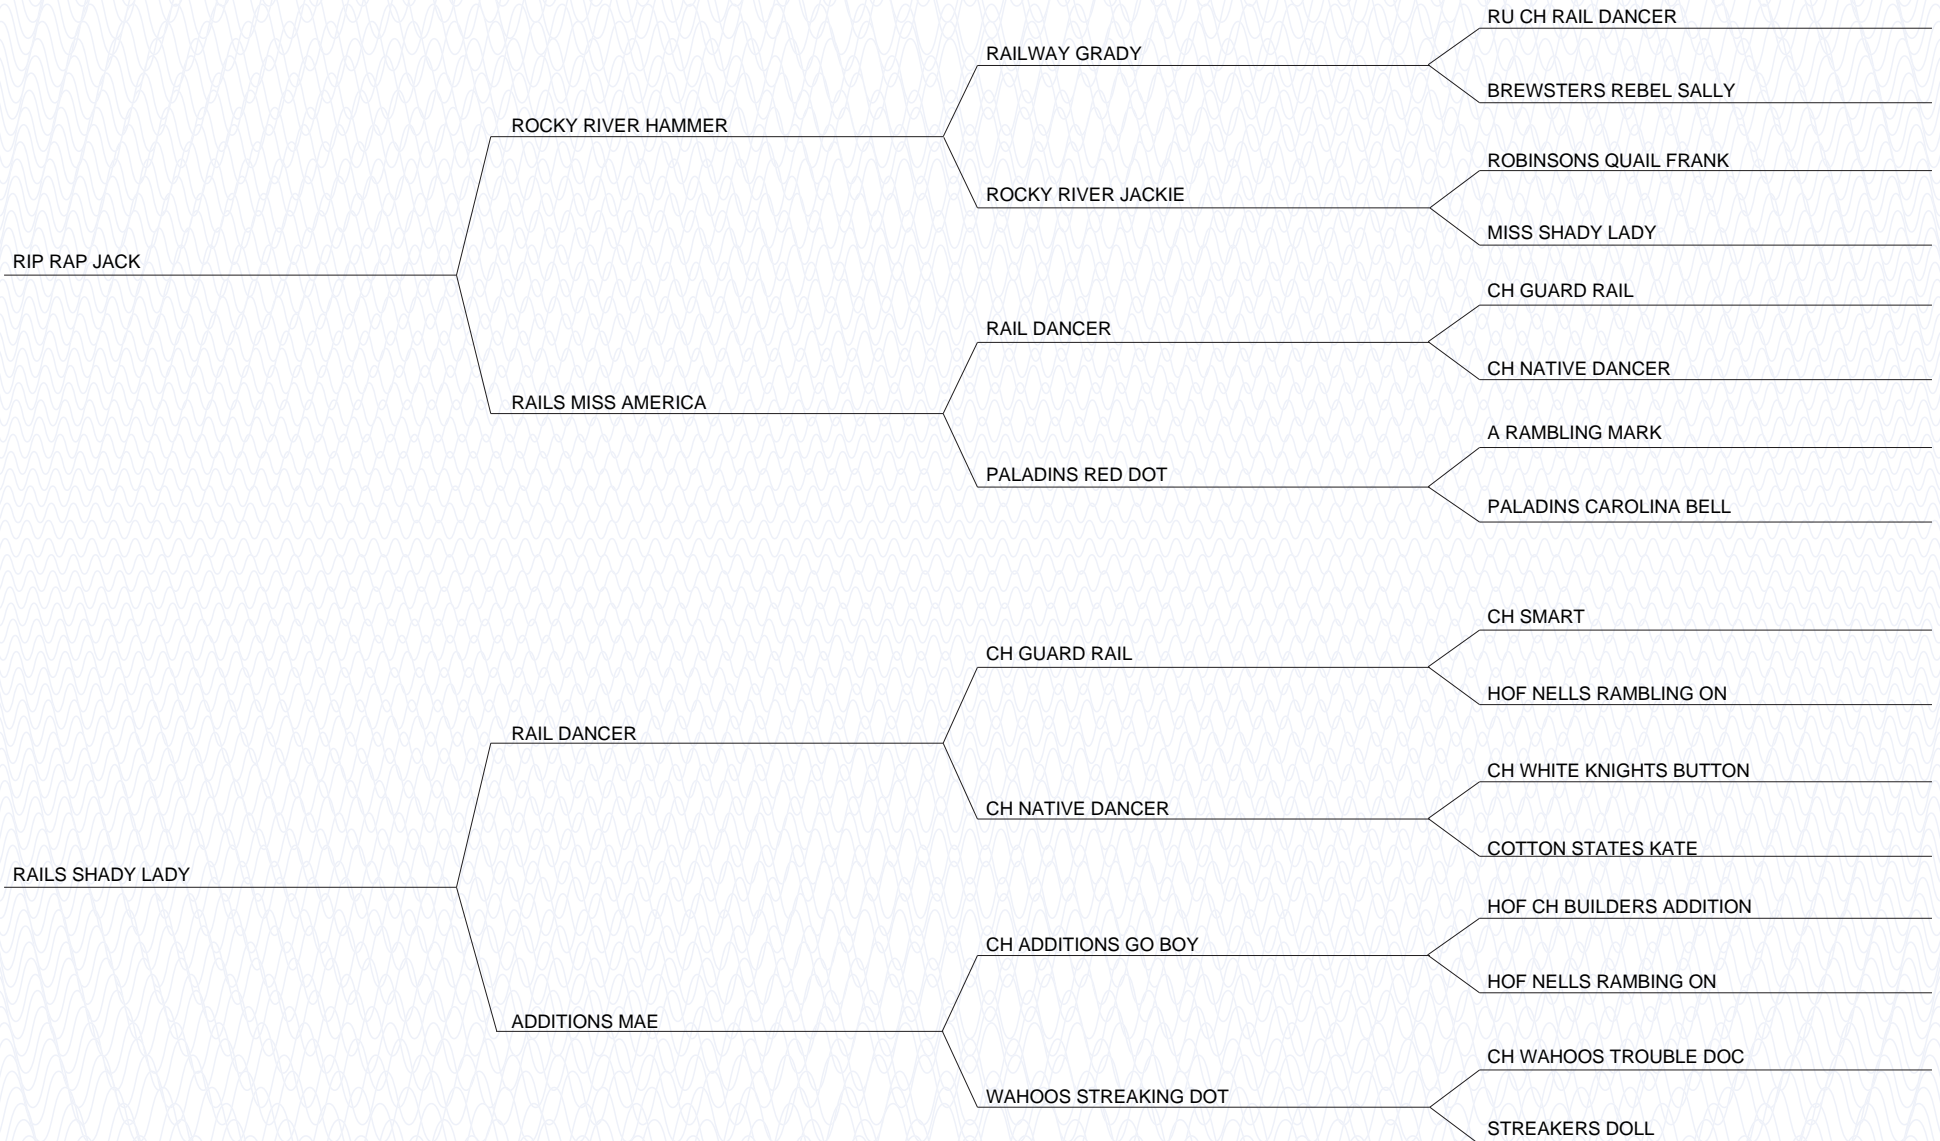 RU CH RAIL DANCER
RAILWAY GRADY
BREWSTERS REBEL SALLY
ROCKY RIVER HAMMER
ROBINSONS QUAIL FRANK
ROCKY RIVER JACKIE
MISS SHADY LADY
RIP RAP JACK
CH GUARD RAIL
RAIL DANCER
CH NATIVE DANCER
RAILS MISS AMERICA
A RAMBLING MARK
PALADINS RED DOT
PALADINS CAROLINA BELL
CH SMART
CH GUARD RAIL
HOF NELLS RAMBLING ON
RAIL DANCER
CH WHITE KNIGHTS BUTTON
CH NATIVE DANCER
COTTON STATES KATE
RAILS SHADY LADY
HOF CH BUILDERS ADDITION
CH ADDITIONS GO BOY
HOF NELLS RAMBING ON
ADDITIONS MAE
CH WAHOOS TROUBLE DOC
WAHOOS STREAKING DOT
STREAKERS DOLL